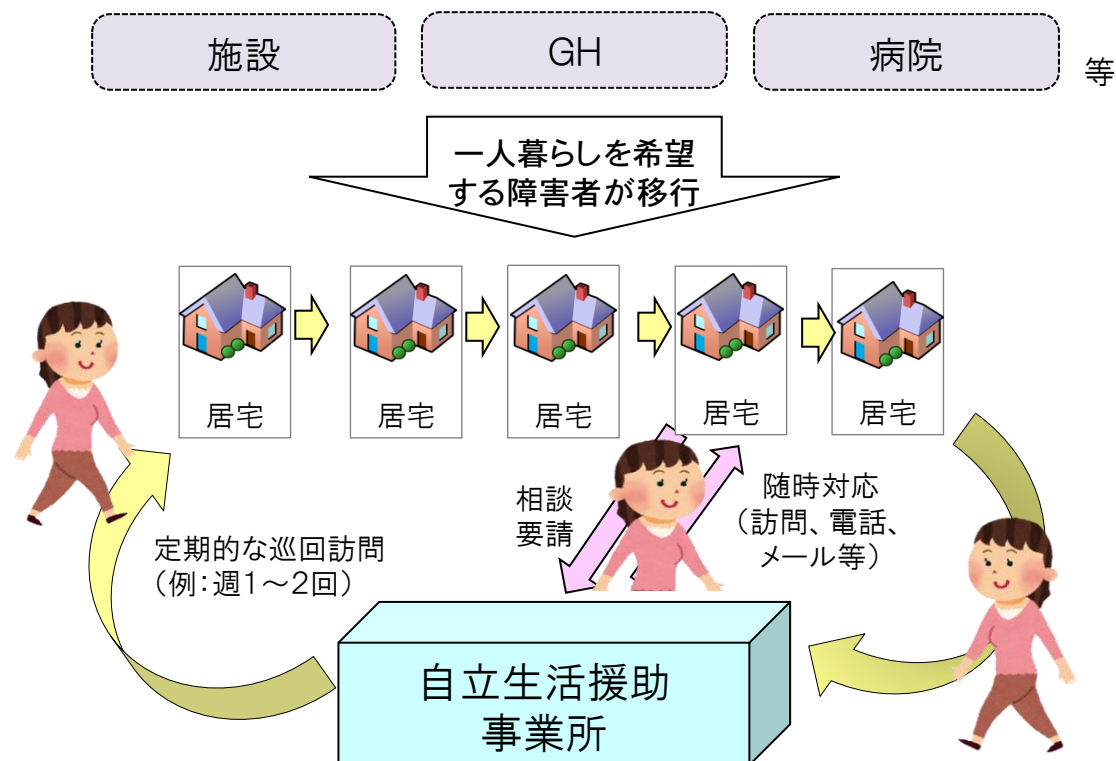 施設
GH
病院
等
一人暮らしを希望
する障害者が移行
居宅
居宅
居宅
居宅
居宅
相談
要請
随時対応
（訪問、電話、
メール等）
定期的な巡回訪問
（例：週1～2回）
自立生活援助
事業所